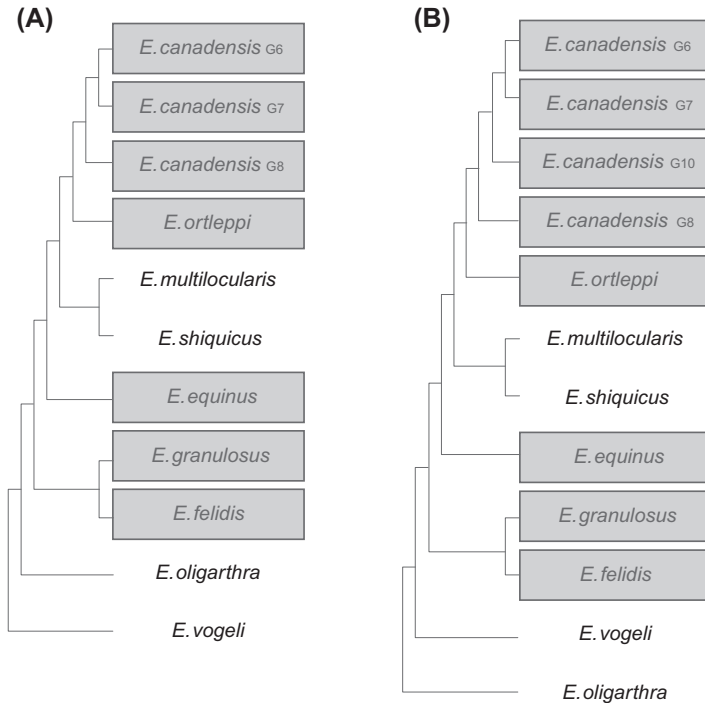 (A)
E. canadensis G6
E. canadensis G7
E. canadensis G8
E. ortleppi
E. multilocularis
E. shiquicus
E. equinus
E. granulosus
E. felidis
E. oligarthra
E. vogeli
(B)
E. canadensis G6
E. canadensis G7
E. canadensis G10
E. canadensis G8
E. ortleppi
E. multilocularis
E. shiquicus
E. equinus
E. granulosus
E. felidis
E. vogeli
E. oligarthra